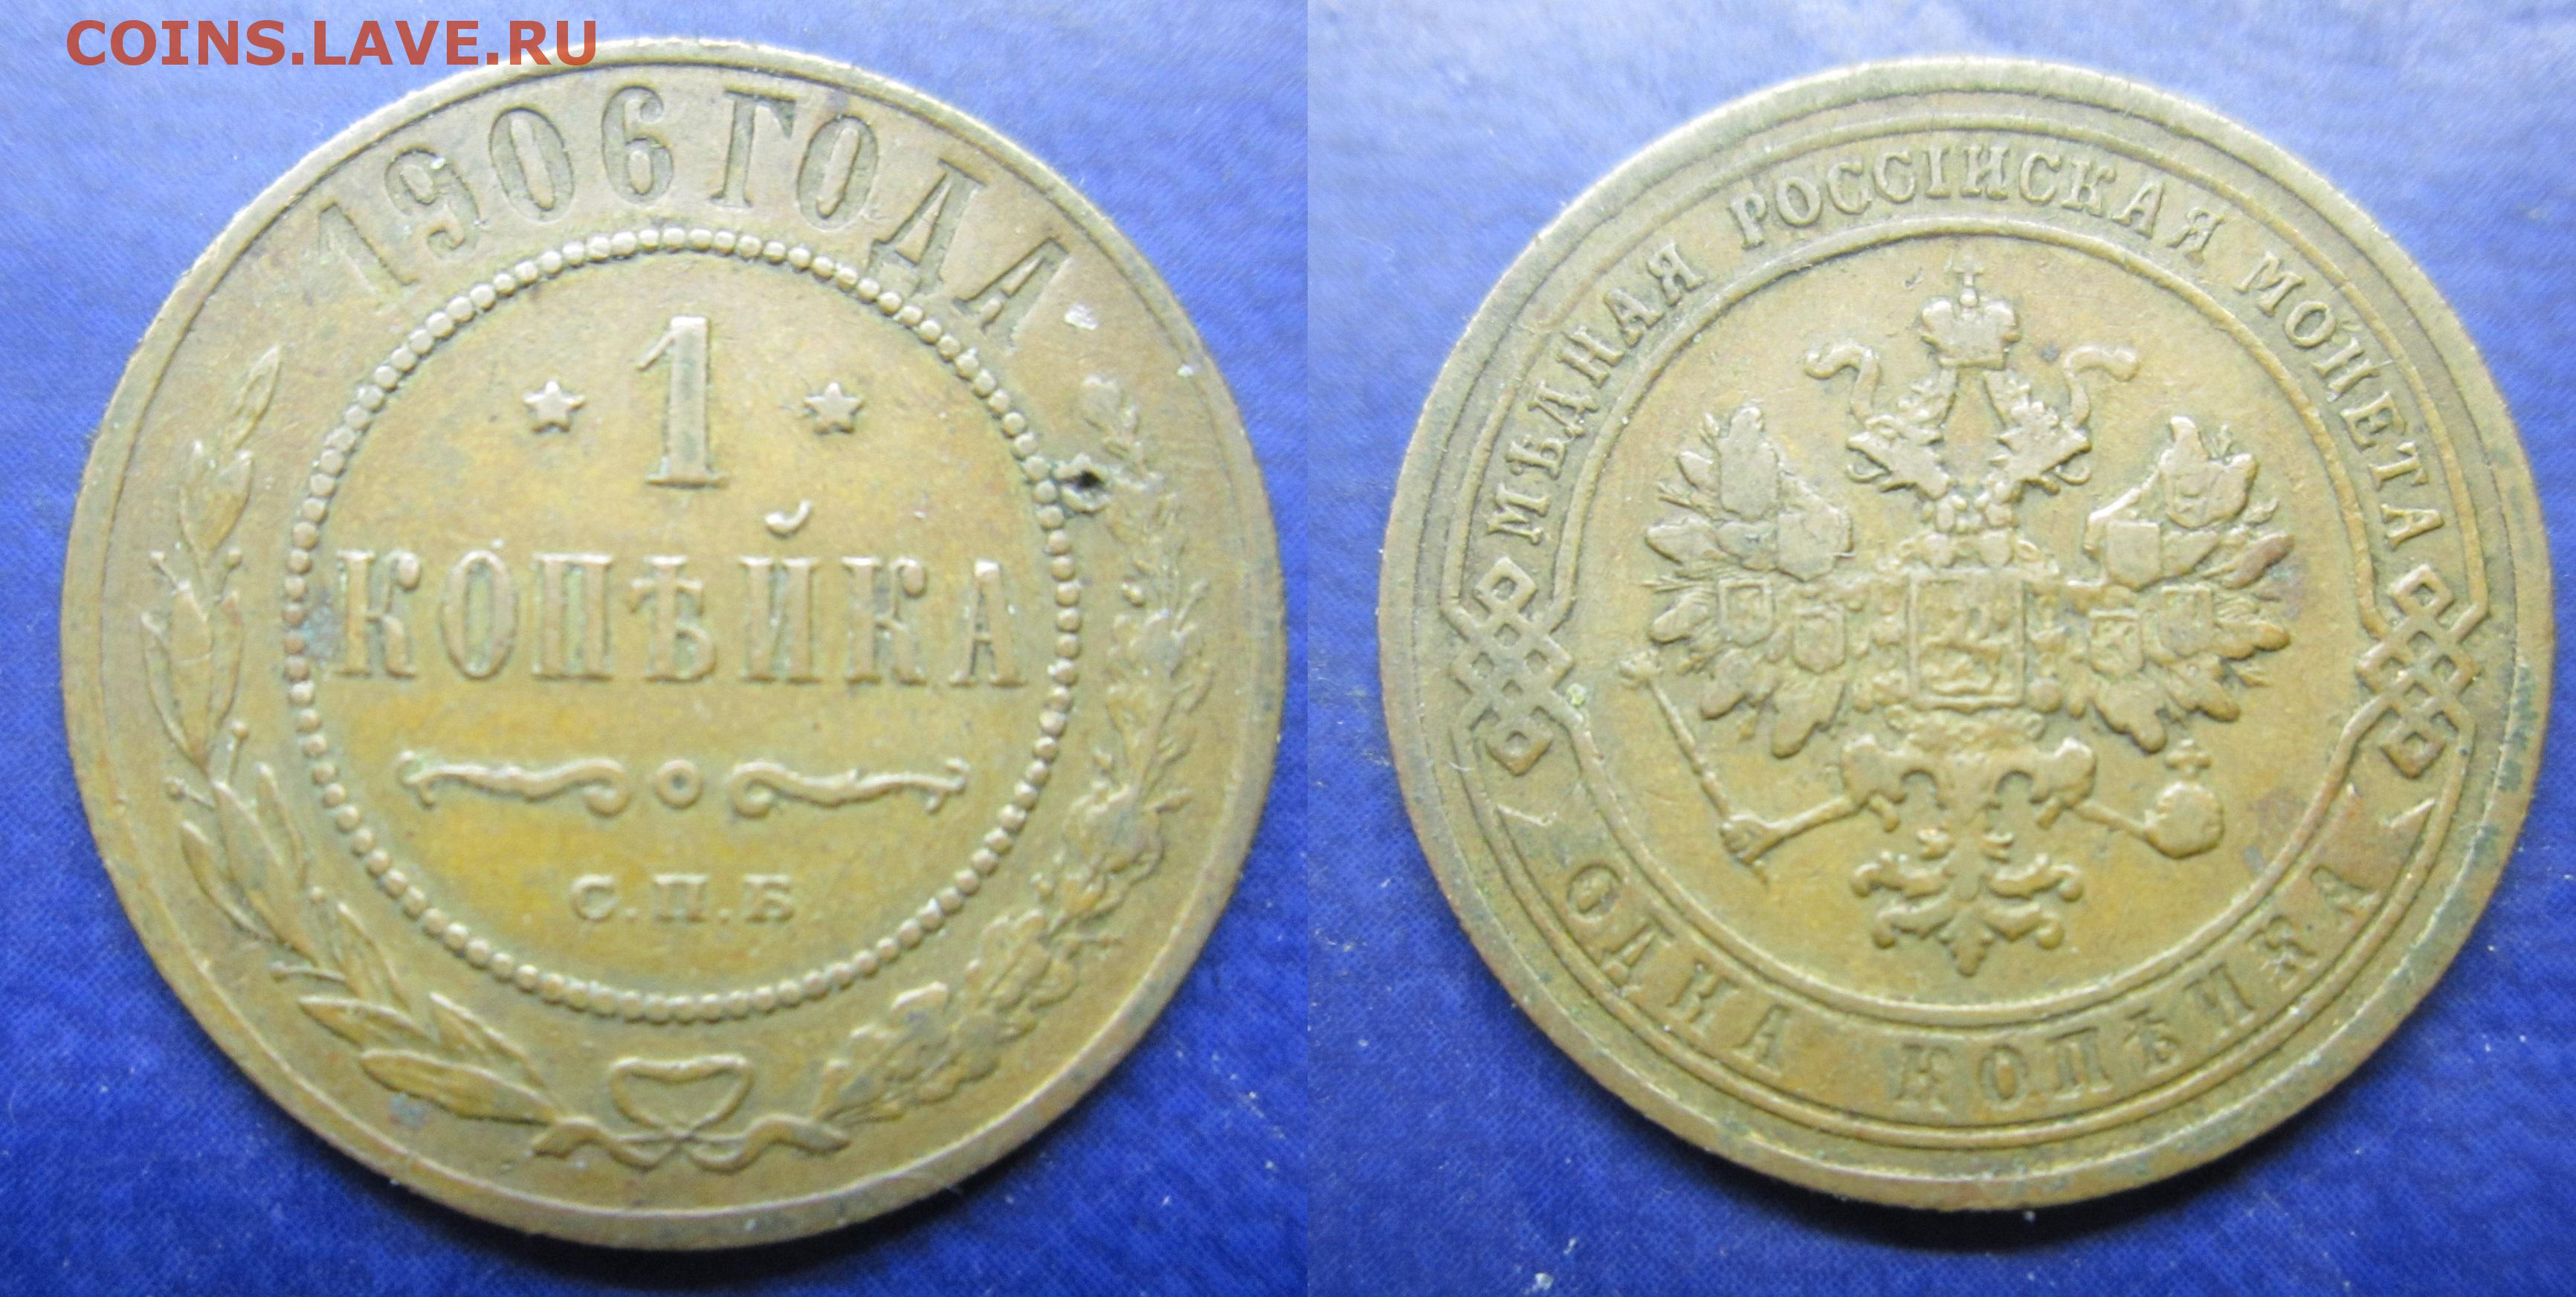 COINS.LAVE.RU
1906 ГОДА
1
КОПѢЙКА
С.П.Б
МѢДНАЯ РОССІЙСКАЯ МОНЕТА
ОДНА КОПѢЙКА